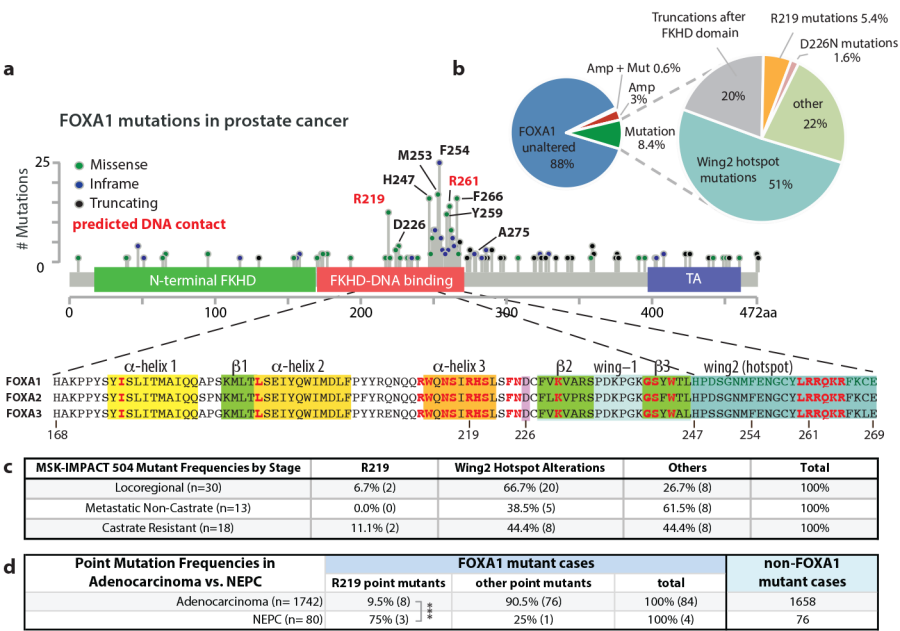 a
FOXA1 mutations in prostate cancer
# Mutations
25
0
Missense
Inframe
Truncating
predicted DNA contact
R219
D226
H247
M253
F254
R261
F266
Y259
A275
N-terminal FKHD
FKHD-DNA binding
TA
0
100
200
300
400
472aa
b
Truncations after
FKHD domain
R219 mutations 5.4%
D226N mutations
1.6%
Amp + Mut 0.6%
Amp
3%
Mutation
8.4%
FOXA1
unaltered
88%
20%
other
22%
Wing2 hotspot
mutations 51%
α-helix 1 β1 α-helix 2 α-helix 3 β2 wing-1 β3 wing2 (hotspot)
FOXA1 HAKPPYSYISLITMAIQQAPSKMLTLSEIYQWIMDLFPYYRQNQQRWQNSIRHSLSFNDCFVKVARSPDKPGKGSYWTLHPDSGNMFENGCYLRRQKRFKCE
FOXA2 HAKPPYSYISLITMAIQQSPNKMLTLSEIYQWIMDLFPFYRQNQQRWQNSIRHSLSFNDCFLKVPRSPDKPGKGSFWTLHPDSGNMFENGCYLRRQKRFKCE
FOXA3 HAKPPYSYISLITMAIQQAPGKMLTLSEIYQWIMDLFPYYRENQQRWQNSIRHSLSFNDCFVKVARSPDKPGKGSYWALHPSSGNMFENGCYLRRQKRFKLE
168 219 226 247 254 261 269
c
MSK-IMPACT 504 Mutant Frequencies by Stage R219 Wing2 Hotspot Alterations Others Total
Locoregional (n=30) 6.7% (2) 66.7% (20) 26.7% (8) 100%
Metastatic Non-Castrate (n=13) 0.0% (0) 38.5% (5) 61.5% (8) 100%
Castrate Resistant (n=18) 11.1% (2) 44.4% (8) 44.4% (8) 100%
d
Point Mutation Frequencies in
Adenocarcinoma vs. NEPC
FOXA1 mutant cases
non-FOXA1
mutant cases
R219 point mutants other point mutants total
Adenocarcinoma (n= 1742) 9.5% (8) 90.5% (76) 100% (84) 1658
***
NEPC (n= 80) 75% (3) 25% (1) 100% (4) 76